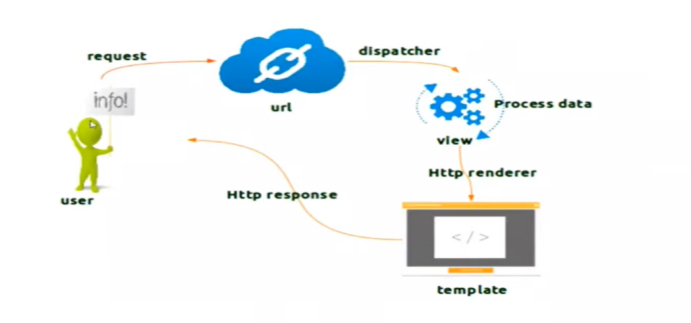 request
dispatcher
info!
url
Process data
view
Http renderer
user
Http response
</>
template